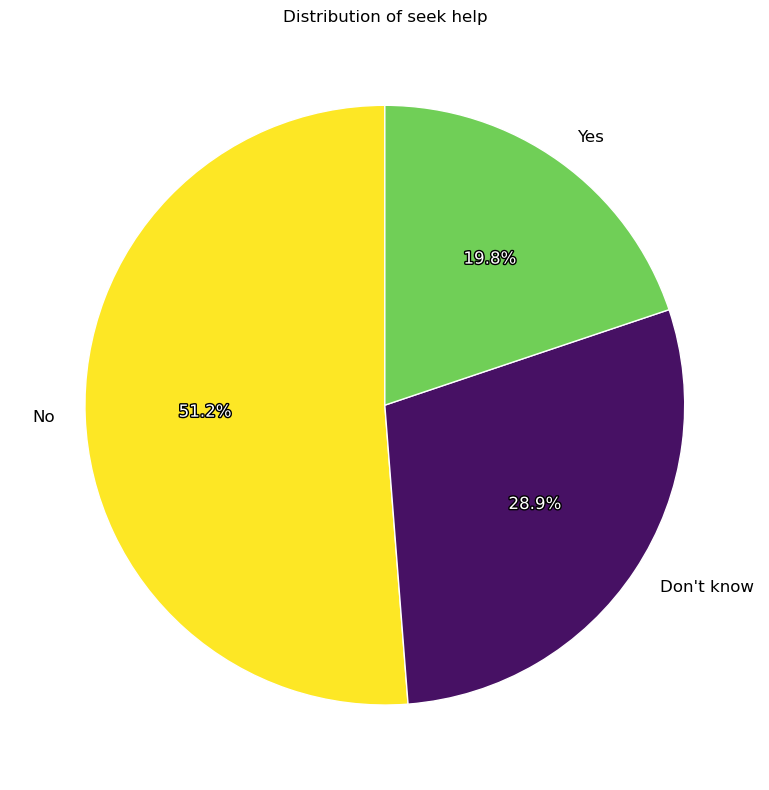 Distribution of seek help
Yes
19.8%
No
51.2%
28.9%
Don't know